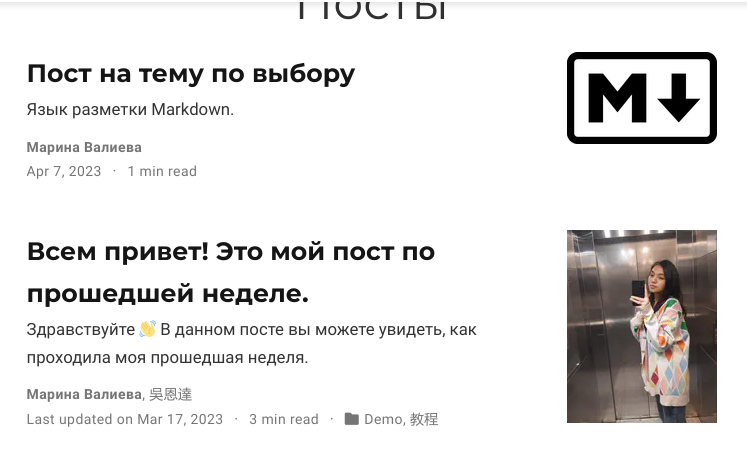 Посты
Пост на тему по выбору
Язык разметки Markdown.
Марина Валиева
Apr 7, 2023 · 1 min read
M
Всем привет! Это мой пост по
прошедшей неделе.
Здравствуйте 👋 В данном посте вы можете увидеть, как
проходила моя прошедшая неделя.
Марина Валиева, 吳恩達
Last updated on Mar 17, 2023 · 3 min read · Demo, 教程